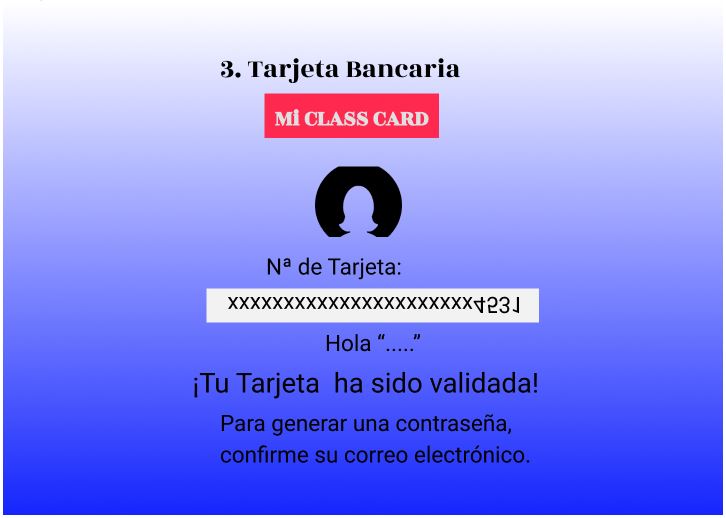 3. Tarjeta Bancaria
Mi CLASS CARD
Nª de Tarjeta:
xxxxxxxxxxxxxxxxxxxxxx4531
Hola “.....”
¡Tu Tarjeta ha sido validada!
Para generar una contraseña,
confirme su correo electrónico.